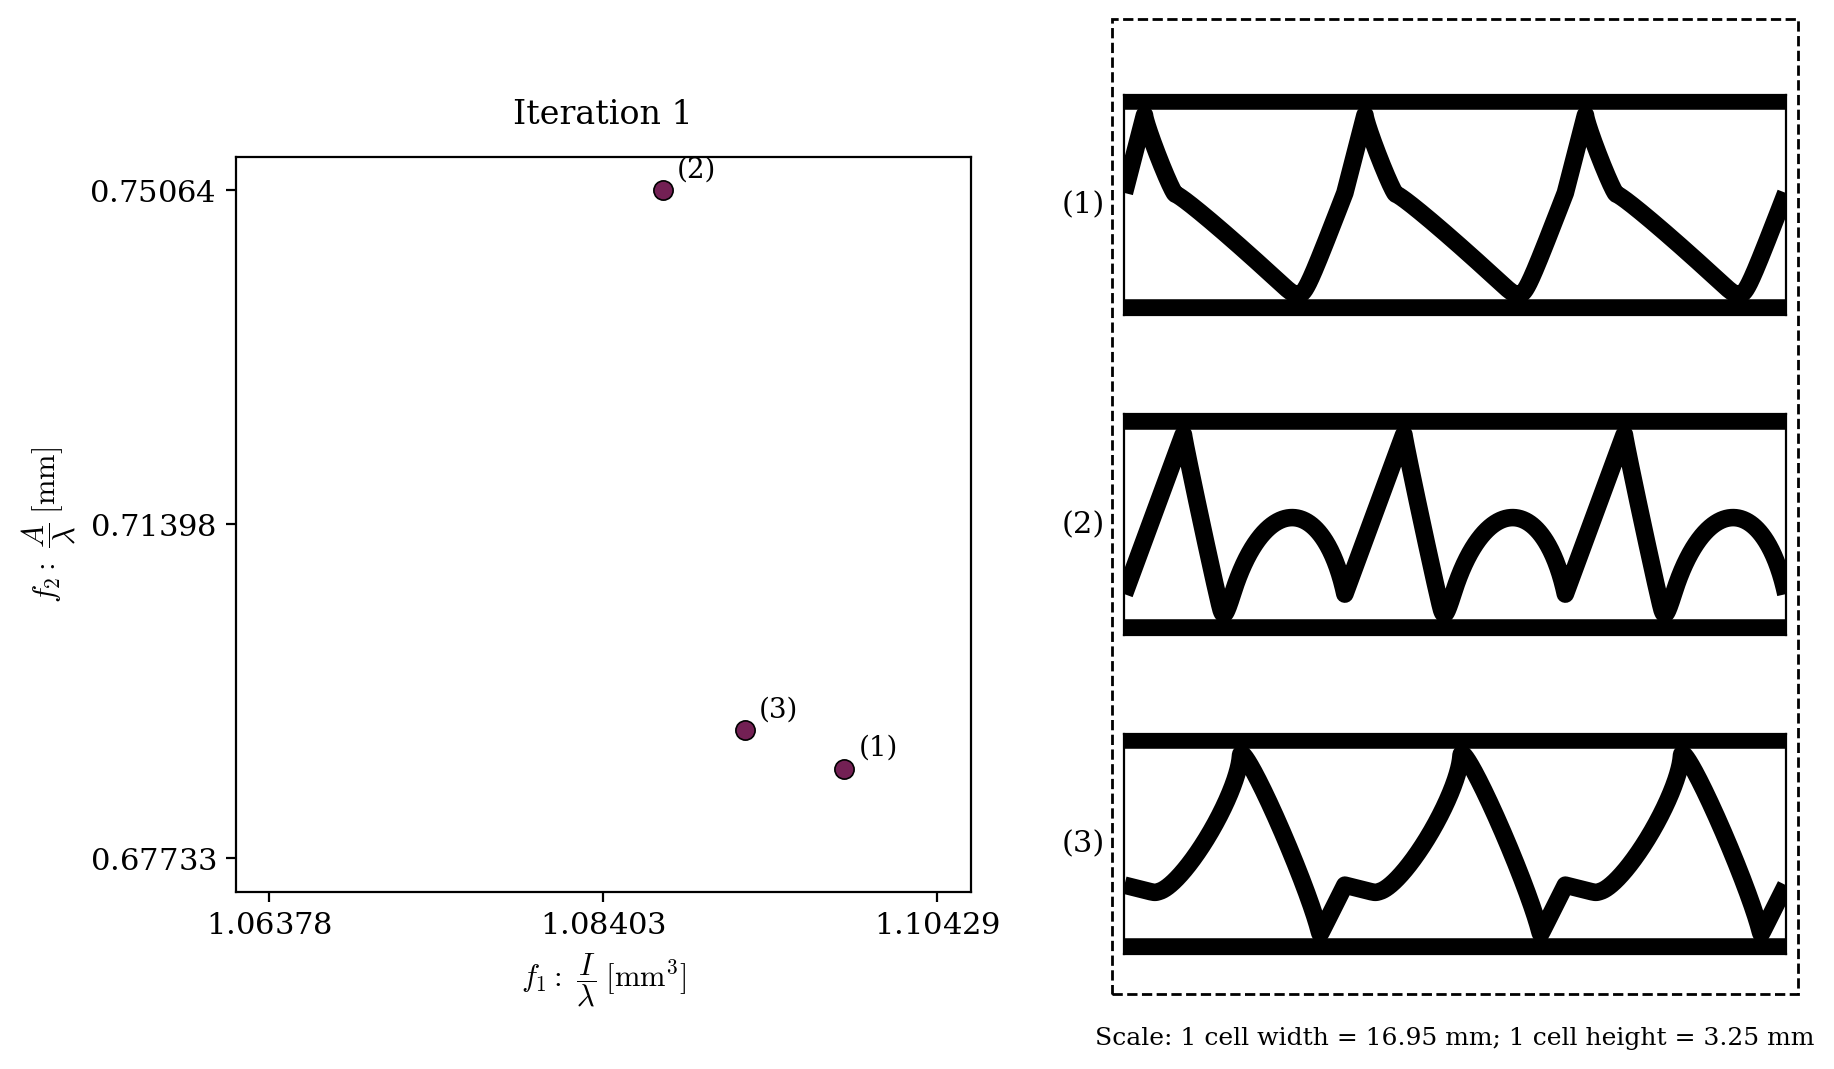 Iteration 1
(2)
0.75064
0.71398
(3)
(1)
0.67733
f₂ : A/λ [mm]
1.06378 1.08403 1.10429
f₁ : I/λ [mm³]
(1)
(2)
(3)
Scale: 1 cell width = 16.95 mm; 1 cell height = 3.25 mm